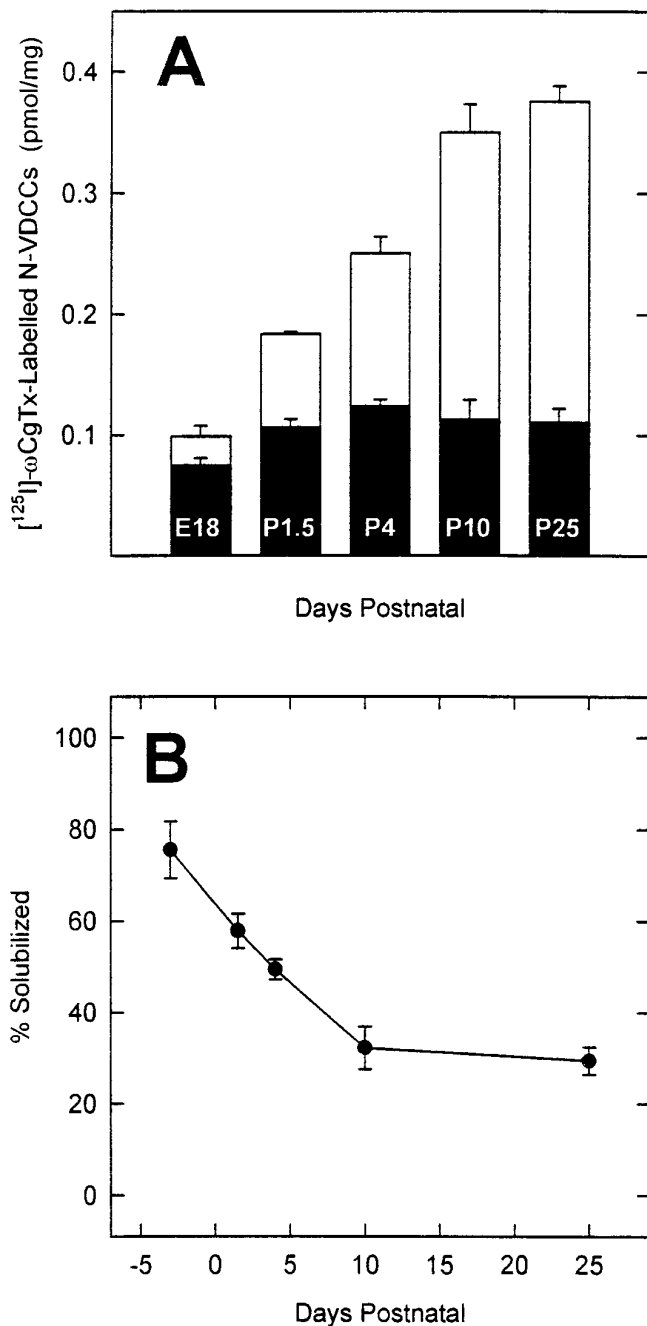 A
[¹²⁵I]-ωCgTx-Labelled N-VDCCs (pmol/mg)
0.4
0.3
0.2
0.1
E18 P1.5 P4 P10 P25
Days Postnatal
B
% Solubilized
100
80
60
40
20
0
-5 0 5 10 15 20 25
Days Postnatal